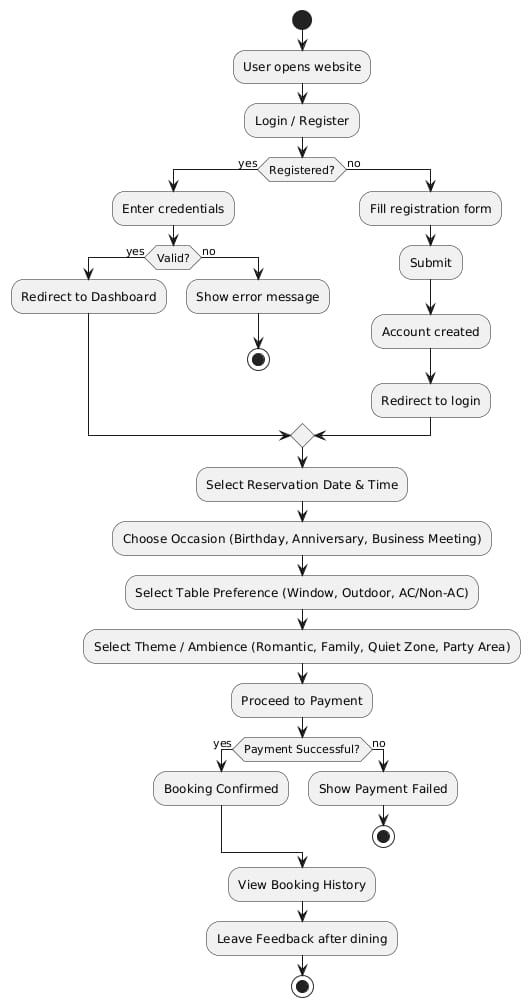 User opens website
Login / Register
yes
Registered?
no
Enter credentials
Fill registration form
yes
Valid?
no
Submit
Redirect to Dashboard
Show error message
Account created
Redirect to login
Select Reservation Date & Time
Choose Occasion (Birthday, Anniversary, Business Meeting)
Select Table Preference (Window, Outdoor, AC/Non-AC)
Select Theme / Ambience (Romantic, Family, Quiet Zone, Party Area)
Proceed to Payment
yes
Payment Successful?
no
Booking Confirmed
Show Payment Failed
View Booking History
Leave Feedback after dining